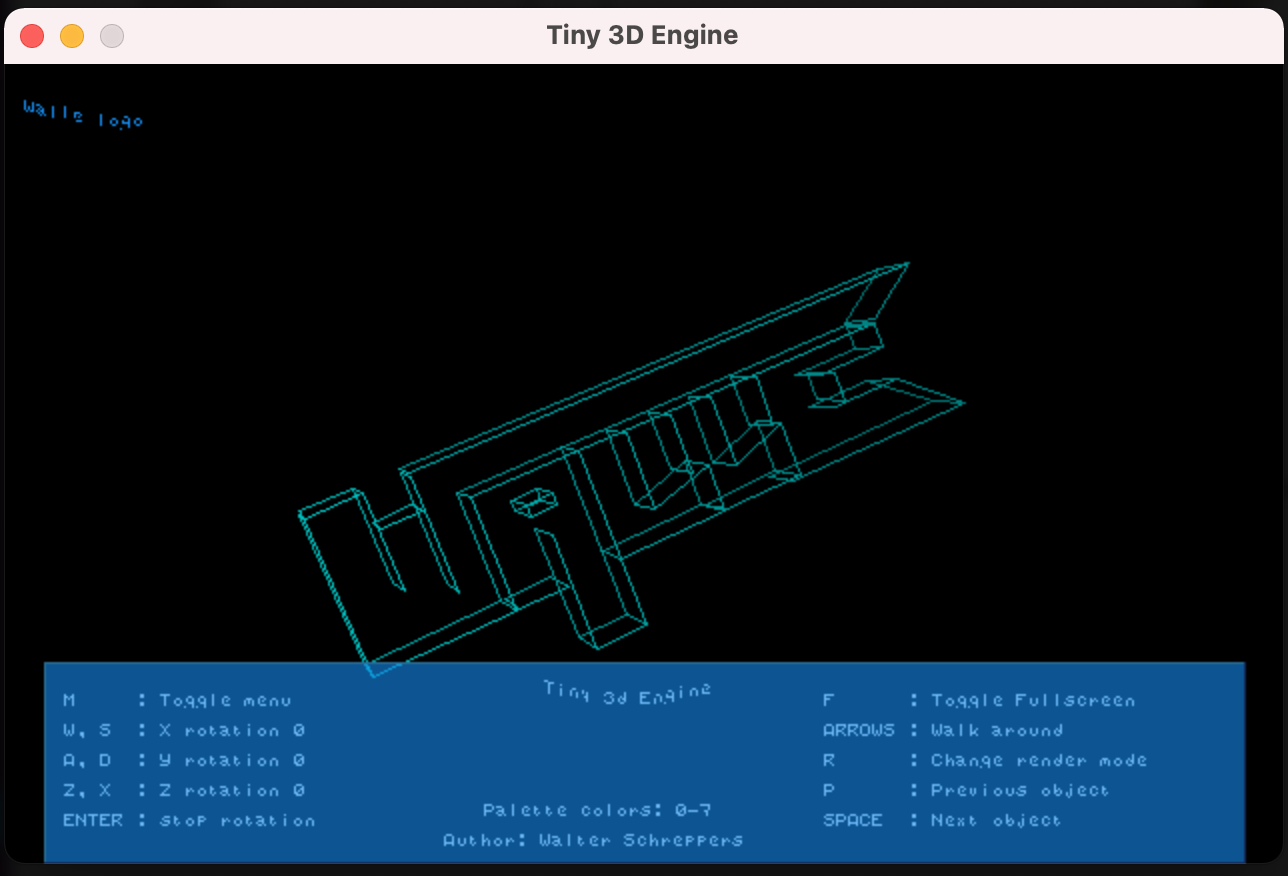 Tiny 3D Engine
Walle logo
Tiny 3d Engine
M : Toggle menu
W, S : X rotation 0
A, D : Y rotation 0
Z, X : Z rotation 0
ENTER : stop rotation
Palette colors: 0-7
Author: Walter Schreppers
F : Toggle Fullscreen
ARROWS : Walk around
R : Change render mode
P : Previous object
SPACE : Next object